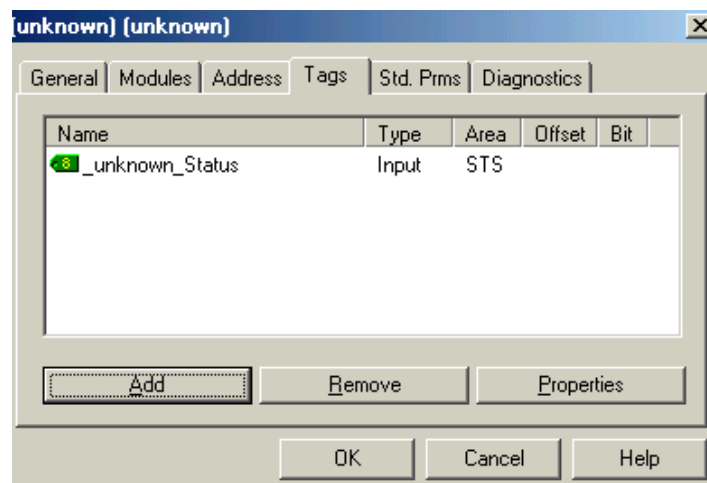 (unknown) (unknown)
General Modules Address Tags Std. Prms Diagnostics
Name Type Area Offset Bit
8 _unknown_Status Input STS
Add Remove Properties
OK Cancel Help